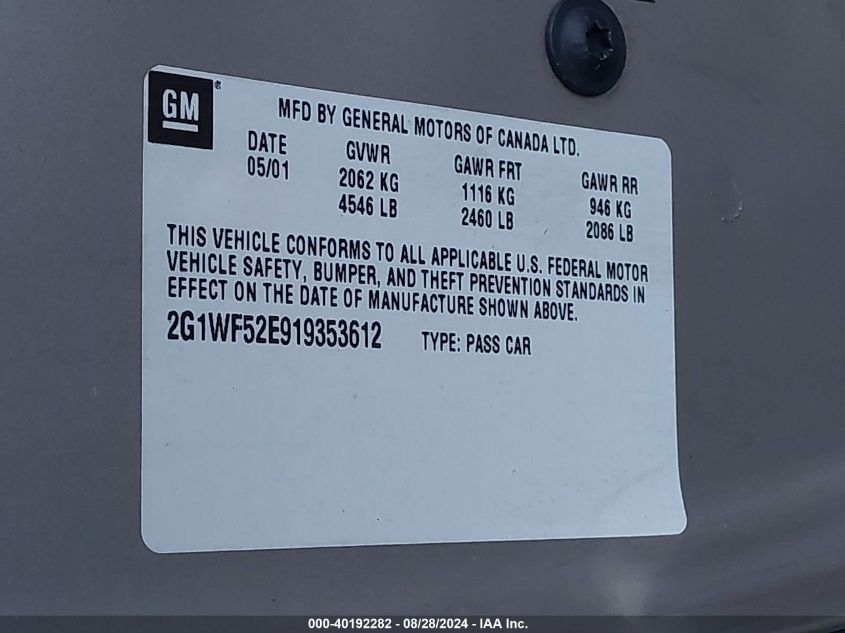 GM®
MFD BY GENERAL MOTORS OF CANADA LTD.
DATE GVWR GAWR FRT GAWR RR
05/01 2062 KG 1116 KG 946 KG
4546 LB 2460 LB 2086 LB
THIS VEHICLE CONFORMS TO ALL APPLICABLE U.S. FEDERAL MOTOR
VEHICLE SAFETY, BUMPER, AND THEFT PREVENTION STANDARDS IN
EFFECT ON THE DATE OF MANUFACTURE SHOWN ABOVE.
2G1WF52E919353612 TYPE: PASS CAR
000-40192282 - 08/28/2024 - IAA Inc.